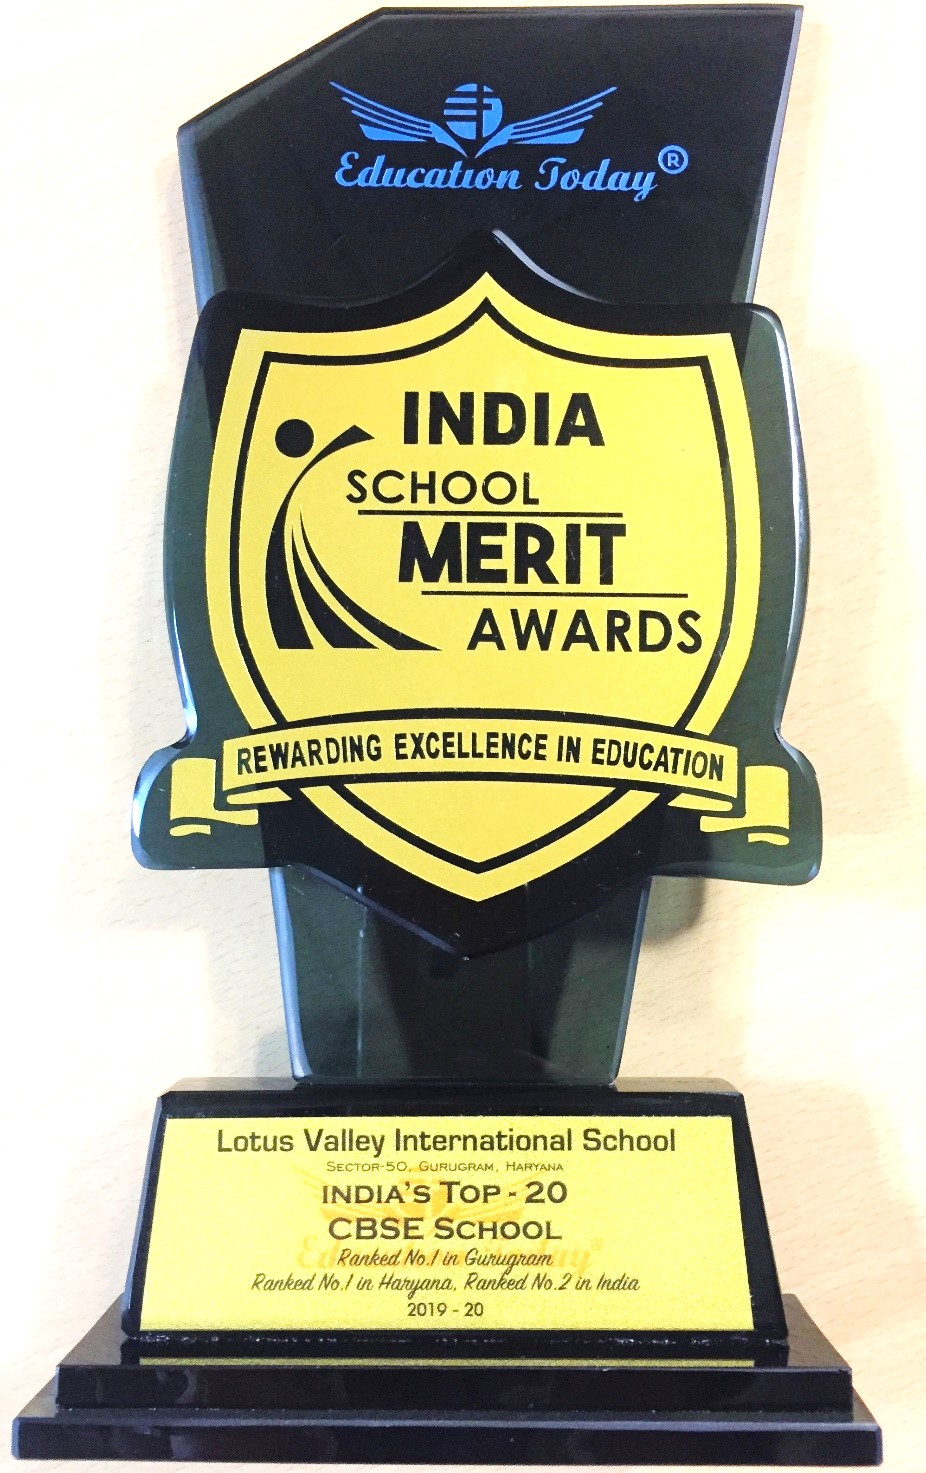 Education Today®
INDIA
SCHOOL
MERIT
AWARDS
REWARDING EXCELLENCE IN EDUCATION
Lotus Valley International School
SECTOR-50, GURUGRAM, HARYANA
INDIA'S TOP - 20
CBSE SCHOOL
Education Today®
Ranked No.1 in Gurugram
Ranked No.1 in Haryana, Ranked No.2 in India
2019 - 20